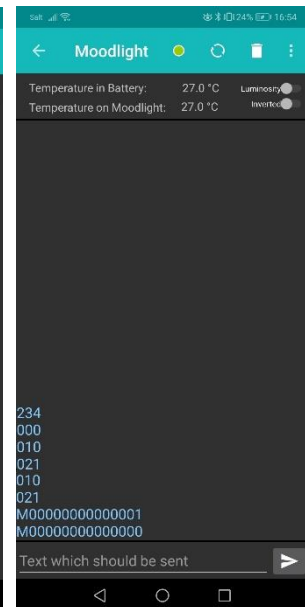 Salt 24% 16:54
Moodlight
Temperature in Battery: 27.0 °C Luminosity
Temperature on Moodlight: 27.0 °C Inverted
234
000
010
021
010
021
M00000000000001
M00000000000000
Text which should be sent